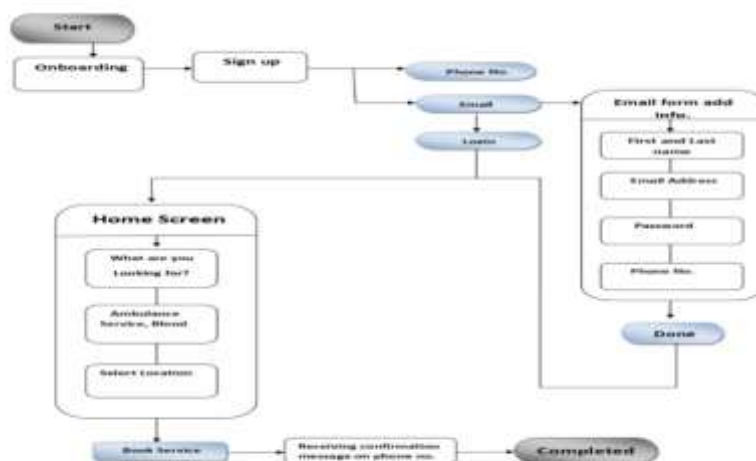 Start
Onboarding
Sign up
Phone No.
Email
Login
Email form add
info.
First and Last
name
Email Address
Password
Phone No.
Done
Home Screen
What are you
Looking for?
Ambulance
Service, Blood
Select Location
Book Service
Receiving confirmation
message on phone no.
Completed